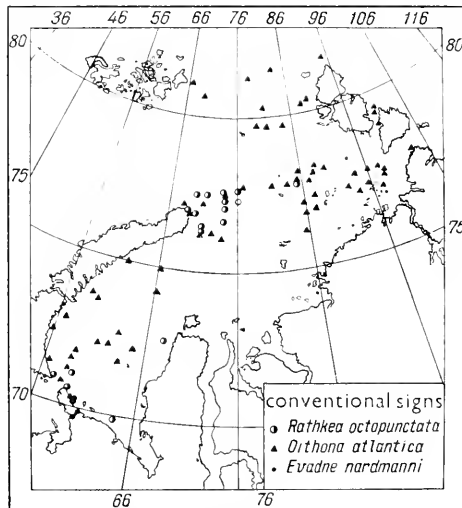 36 46 56 66 76 86 96 106 116
80 80
75 75
70
conventional signs
Rathkea octopunctata
Oithona atlantica
Evadne nardmanni
66 76